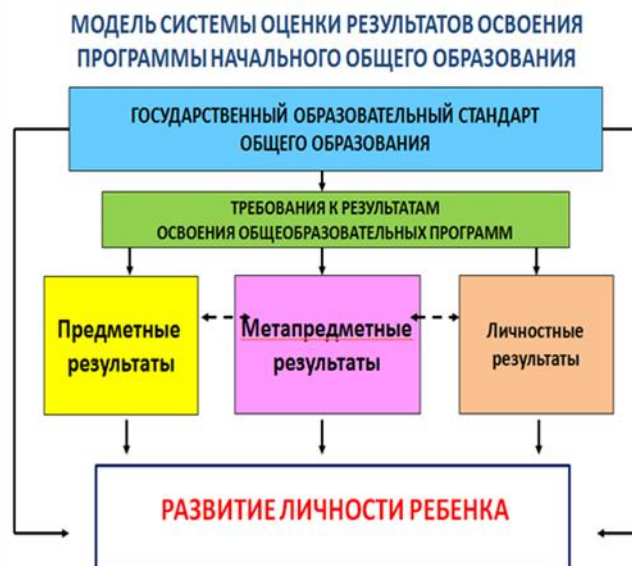 МОДЕЛЬ СИСТЕМЫ ОЦЕНКИ РЕЗУЛЬТАТОВ ОСВОЕНИЯ
ПРОГРАММЫ НАЧАЛЬНОГО ОБЩЕГО ОБРАЗОВАНИЯ
ГОСУДАРСТВЕННЫЙ ОБРАЗОВАТЕЛЬНЫЙ СТАНДАРТ
ОБЩЕГО ОБРАЗОВАНИЯ
ТРЕБОВАНИЯ К РЕЗУЛЬТАТАМ
ОСВОЕНИЯ ОБЩЕОБРАЗОВАТЕЛЬНЫХ ПРОГРАММ
Предметные
результаты
Метапредметные
результаты
Личностные
результаты
РАЗВИТИЕ ЛИЧНОСТИ РЕБЕНКА